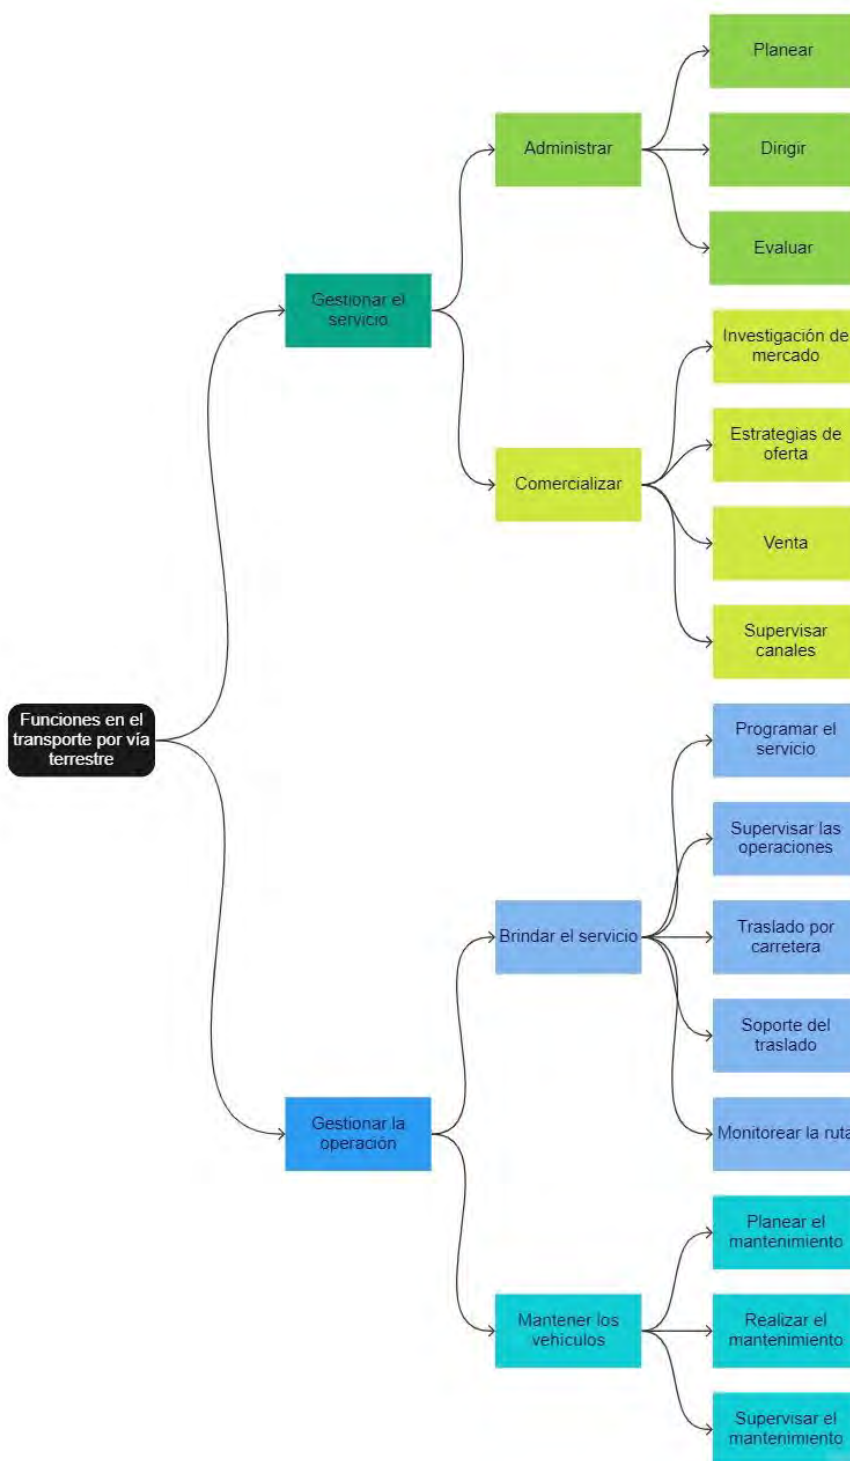 Planear
Administrar
Dirigir
Evaluar
Gestionar el
servicio
Investigación de
mercado
Estrategias de
oferta
Comercializar
Venta
Supervisar
canales
Funciones en el
transporte por vía
terrestre
Programar el
servicio
Supervisar las
operaciones
Brindar el servicio
Traslado por
carretera
Soporte del
traslado
Gestionar la
operación
Monitorear la ruta
Planear el
mantenimiento
Mantener los
vehículos
Realizar el
mantenimiento
Supervisar el
mantenimiento